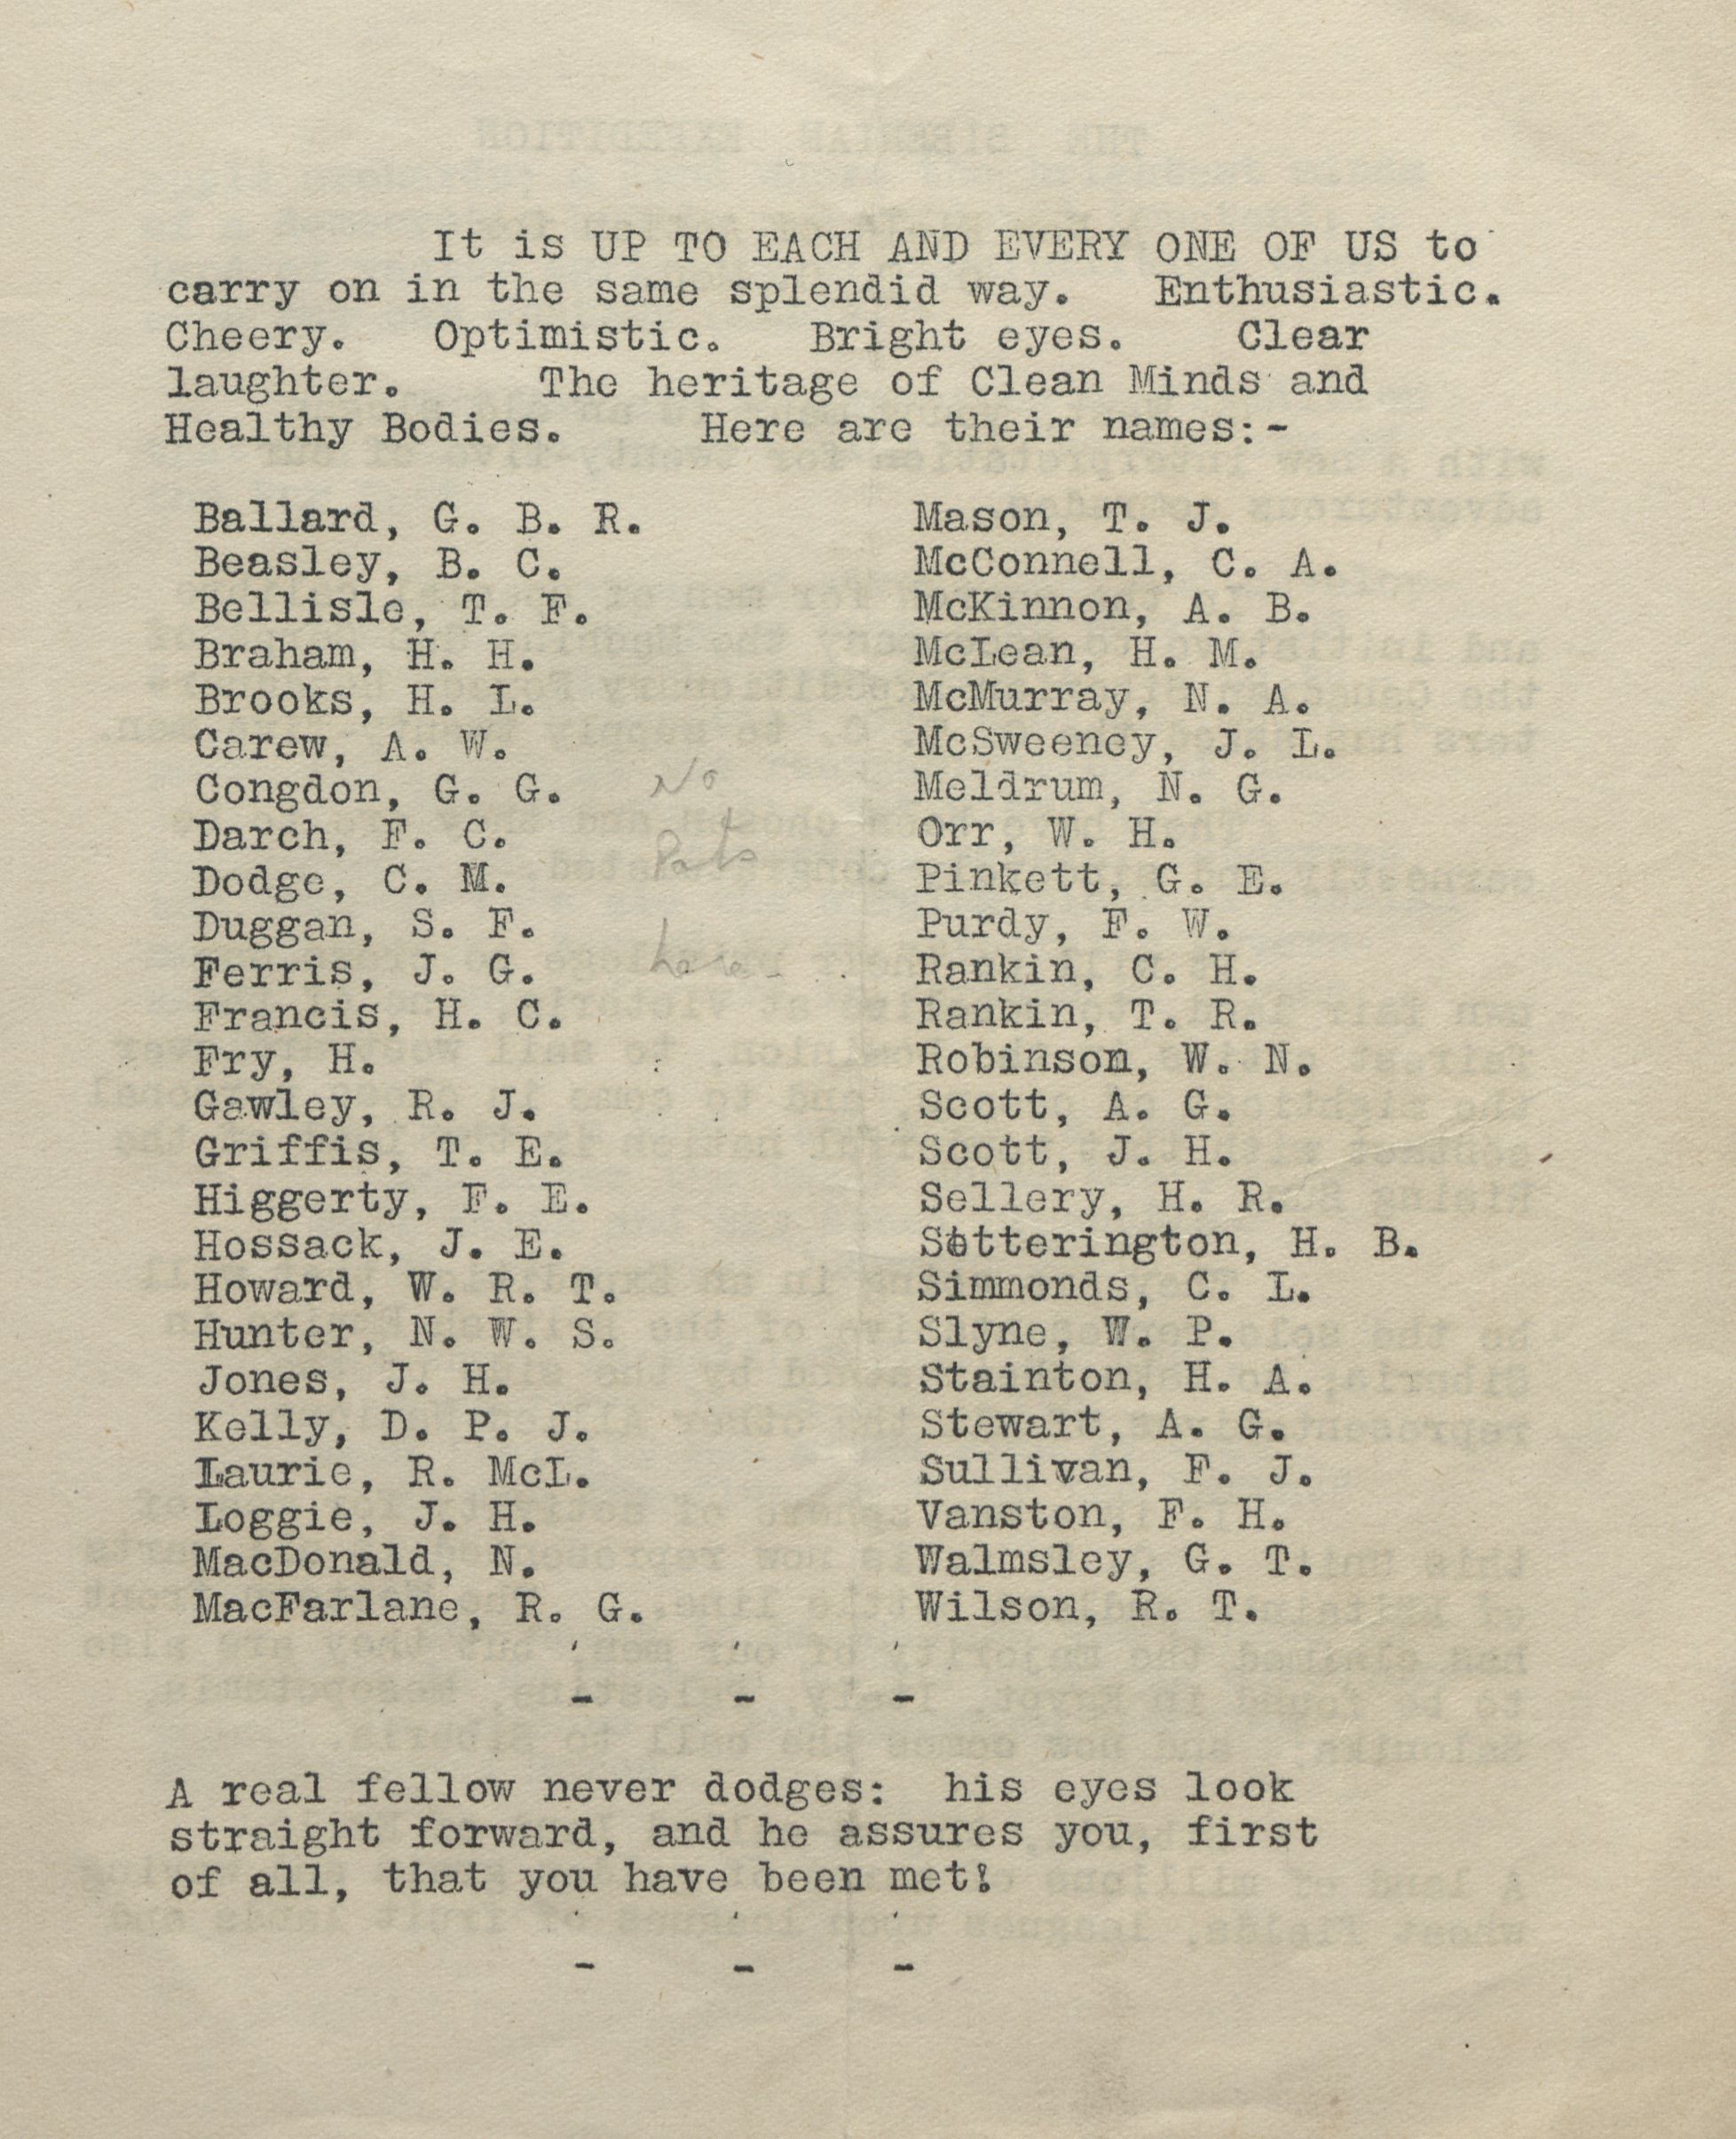 It is UP TO EACH AND EVERY ONE OF US to
carry on in the same splendid way. Enthusiastic.
Cheery. Optimistic. Bright eyes. Clear
laughter. The heritage of Clean Minds and
Healthy Bodies. Here are their names:-
Ballard, G. B. R.
Beasley, B. C.
Bellisle, T. F.
Braham, H. H.
Brooks, H. L.
Carew, A. W.
Congdon, G. G.
Darch, F. C.
Dodge, C. M.
Duggan, S. F.
Ferris, J. G.
Francis, H. C.
Fry, H.
Gawley, R. J.
Griffis, T. E.
Higgerty, F. E.
Hossack, J. E.
Howard, W. R. T.
Hunter, N. W. S.
Jones, J. H.
Kelly, D. P. J.
Laurie, R. McL.
Loggie, J. H.
MacDonald, N.
MacFarlane, R. G.
No
here -
Mason, T. J.
McConnell, C. A.
McKinnon, A. B.
McLean, H. M.
McMurray, N. A.
McSweeney, J. L.
Meldrum, N. G.
Orr, W. H.
Pinkett, G. E.
Purdy, F. W.
Rankin, C. H.
Rankin, T. R.
Robinson, W. N.
Scott, A. G.
Scott, J. H.
Sellery, H. R.
Setterington, H. B.
Simmonds, C. L.
Slyne, W. P.
Stainton, H. A.
Stewart, A. G.
Sullivan, F. J.
Vanston, F. H.
Walmsley, G. T.
Wilson, R. T.
- - -
A real fellow never dodges: his eyes look
straight forward, and he assures you, first
of all, that you have been met!
- - -